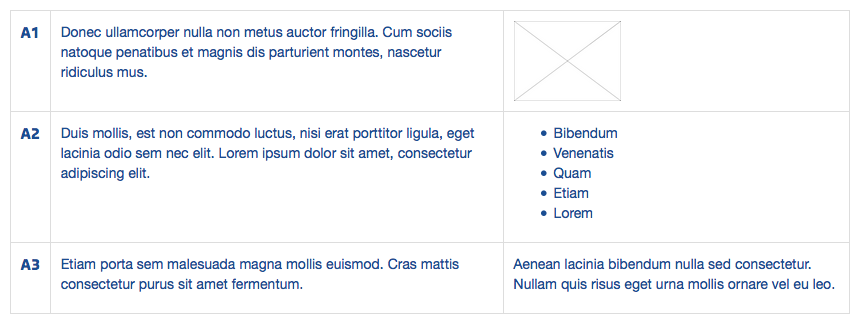 A1
Donec ullamcorper nulla non metus auctor fringilla. Cum sociis
natoque penatibus et magnis dis parturient montes, nascetur
ridiculus mus.
A2
Duis mollis, est non commodo luctus, nisi erat porttitor ligula, eget
lacinia odio sem nec elit. Lorem ipsum dolor sit amet, consectetur
adipiscing elit.
• Bibendum
• Venenatis
• Quam
• Etiam
• Lorem
A3
Etiam porta sem malesuada magna mollis euismod. Cras mattis
consectetur purus sit amet fermentum.
Aenean lacinia bibendum nulla sed consectetur.
Nullam quis risus eget urna mollis ornare vel eu leo.